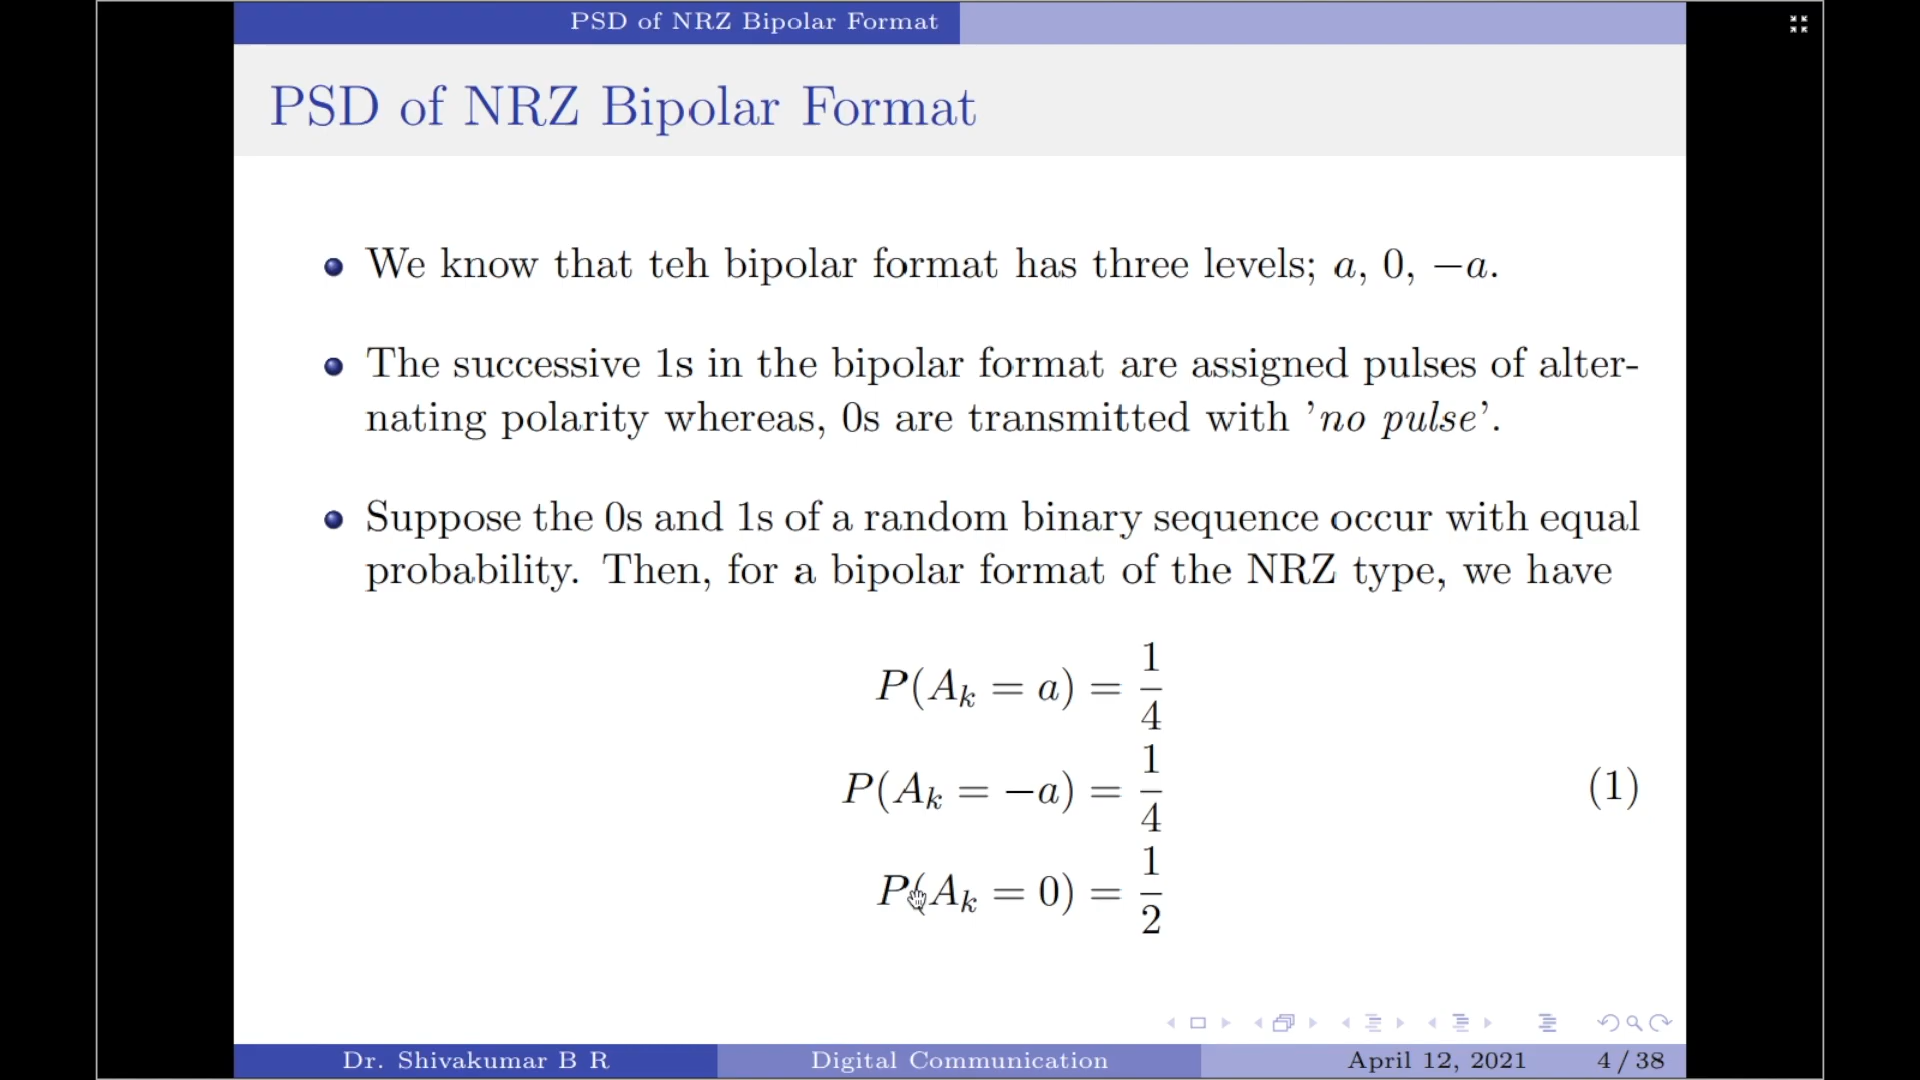 PSD of NRZ Bipolar Format
PSD of NRZ Bipolar Format
We know that teh bipolar format has three levels; a, 0, −a.
The successive 1s in the bipolar format are assigned pulses of alter-
nating polarity whereas, 0s are transmitted with ’no pulse’.
Suppose the 0s and 1s of a random binary sequence occur with equal
probability. Then, for a bipolar format of the NRZ type, we have
P(A_k = a) = 1/4
P(A_k = −a) = 1/4 (1)
P(A_k = 0) = 1/2
Dr. Shivakumar B R Digital Communication April 12, 2021 4 / 38